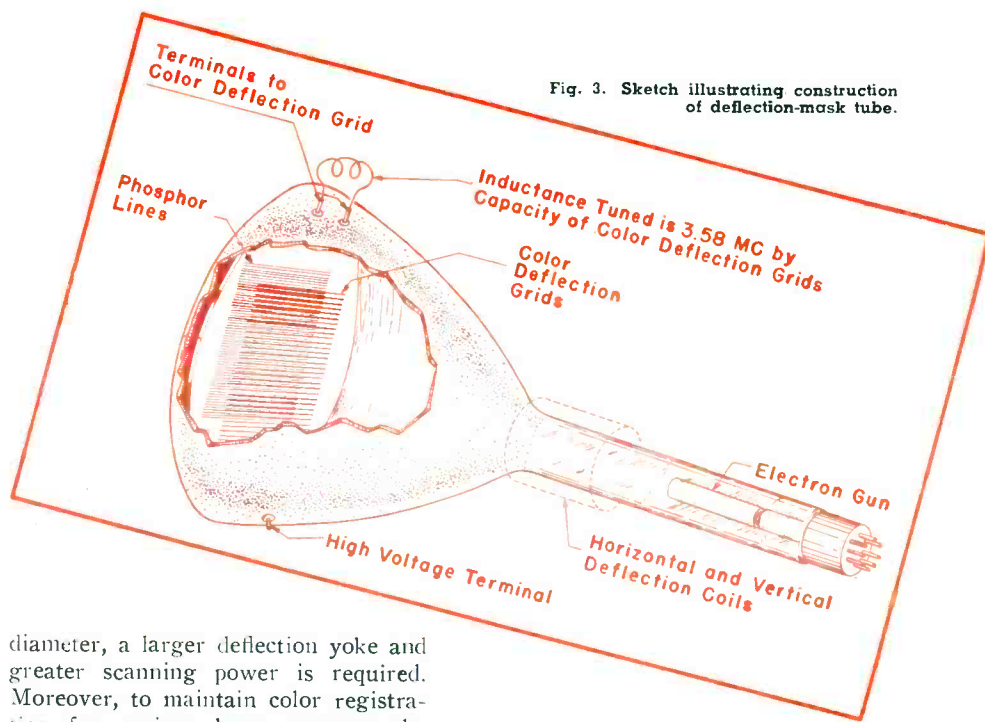 Fig. 3. Sketch illustrating construction
of deflection-mask tube.
Terminals to
Color Deflection Grid
Inductance Tuned is 3.58 MC by
Capacity of Color Deflection Grids
Phosphor
Lines
Color
Deflection
Grids
Electron Gun
Horizontal and Vertical
Deflection Coils
High Voltage Terminal
diameter, a larger deflection yoke and
greater scanning power is required.
Moreover, to maintain color registra-